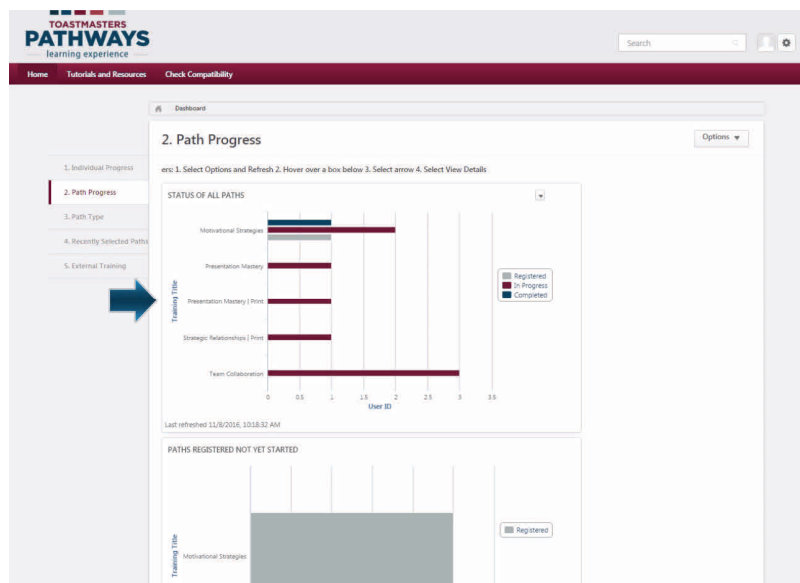 TOASTMASTERS
PATHWAYS
learning experience
Search
Home Tutorials and Resources Check Compatibility
Dashboard
2. Path Progress
Options
1. Individual Progress
2. Path Progress
3. Path Type
4. Recently Selected Paths
5. External Training
ers: 1. Select Options and Refresh 2. Hover over a box below 3. Select arrow 4. Select View Details
STATUS OF ALL PATHS
Training Title
Motivational Strategies
Presentation Mastery
Presentation Mastery | Print
Strategic Relationships | Print
Team Collaboration
0 0.5 1 1.5 2 2.5 3 3.5
User ID
Registered
In Progress
Completed
Last refreshed 11/8/2016, 10:18:32 AM
PATHS REGISTERED NOT YET STARTED
Training Title
Motivational Strategies
Registered